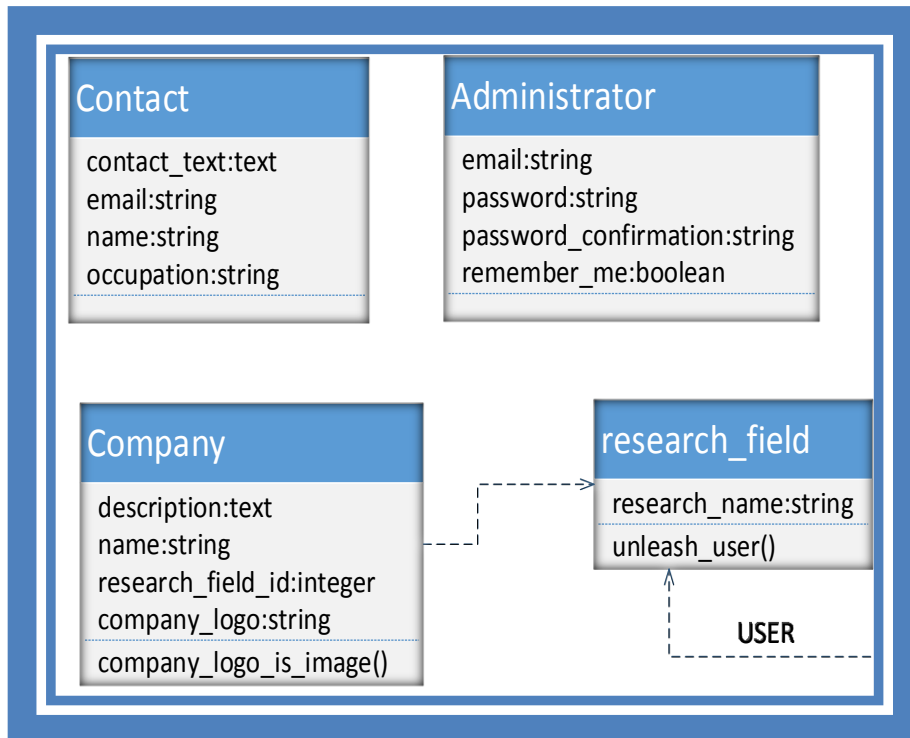 Contact
contact_text:text
email:string
name:string
occupation:string
Administrator
email:string
password:string
password_confirmation:string
remember_me:boolean
Company
description:text
name:string
research_field_id:integer
company_logo:string
company_logo_is_image()
research_field
research_name:string
unleash_user()
USER